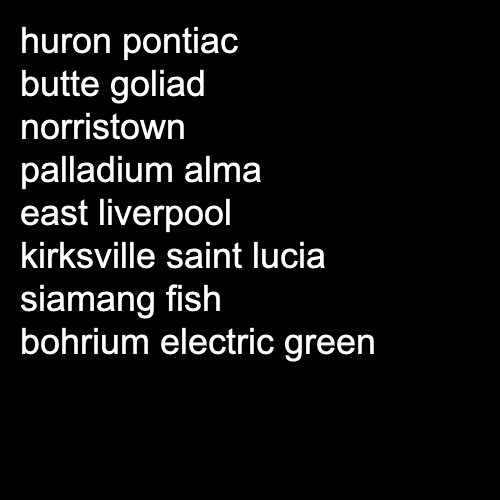 huron pontiac
butte goliad
norristown
palladium alma
east liverpool
kirksville saint lucia
siamang fish
bohrium electric green